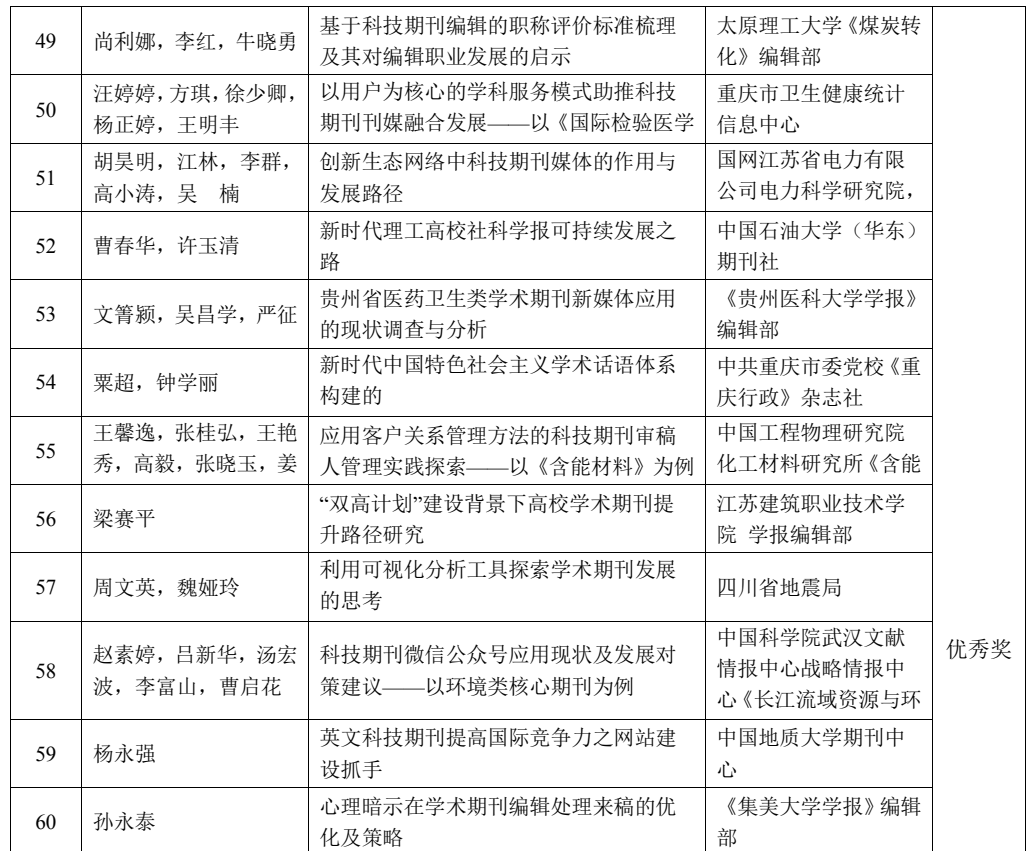 49
尚利娜，李红，牛晓勇
基于科技期刊编辑的职称评价标准梳理
及其对编辑职业发展的启示
太原理工大学《煤炭转
化》编辑部
50
汪婷婷，方琪，徐少卿，
杨正婷，王明丰
以用户为核心的学科服务模式助推科技
期刊刊媒融合发展——以《国际检验医学
重庆市卫生健康统计
信息中心
51
胡昊明，江林，李群，
高小涛，吴　楠
创新生态网络中科技期刊媒体的作用与
发展路径
国网江苏省电力有限
公司电力科学研究院，
52
曹春华，许玉清
新时代理工高校社科学报可持续发展之
路
中国石油大学（华东）
期刊社
53
文箐颍，吴昌学，严征
贵州省医药卫生类学术期刊新媒体应用
的现状调查与分析
《贵州医科大学学报》
编辑部
54
粟超，钟学丽
新时代中国特色社会主义学术话语体系
构建的
中共重庆市委党校《重
庆行政》杂志社
55
王馨逸，张桂弘，王艳
秀，高毅，张晓玉，姜
应用客户关系管理方法的科技期刊审稿
人管理实践探索——以《含能材料》为例
中国工程物理研究院
化工材料研究所《含能
56
梁赛平
“双高计划”建设背景下高校学术期刊提
升路径研究
江苏建筑职业技术学
院 学报编辑部
57
周文英，魏娅玲
利用可视化分析工具探索学术期刊发展
的思考
四川省地震局
58
赵素婷，吕新华，汤宏
波，李富山，曹启花
科技期刊微信公众号应用现状及发展对
策建议——以环境类核心期刊为例
中国科学院武汉文献
情报中心战略情报中
心《长江流域资源与环
优秀奖
59
杨永强
英文科技期刊提高国际竞争力之网站建
设抓手
中国地质大学期刊中
心
60
孙永泰
心理暗示在学术期刊编辑处理来稿的优
化及策略
《集美大学学报》编辑
部